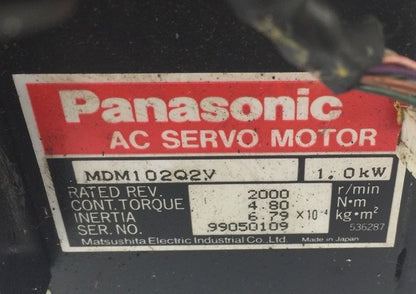 Panasonic
AC SERVO MOTOR
MDM102Q2V 1.0kW
RATED REV. 2000 r/min
CONT.TORQUE 4.80 N·m
INERTIA 6.79 ×10⁻⁴ kg·m²
SER.NO. 99050109 536287
Matsushita Electric Industrial Co.,Ltd. Made in Japan